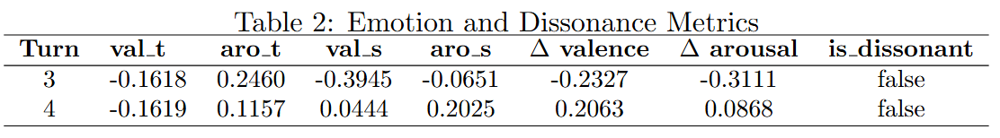 Table 2: Emotion and Dissonance Metrics
Turn val_t aro_t val_s aro_s Δ valence Δ arousal is_dissonant
3 -0.1618 0.2460 -0.3945 -0.0651 -0.2327 -0.3111 false
4 -0.1619 0.1157 0.0444 0.2025 0.2063 0.0868 false